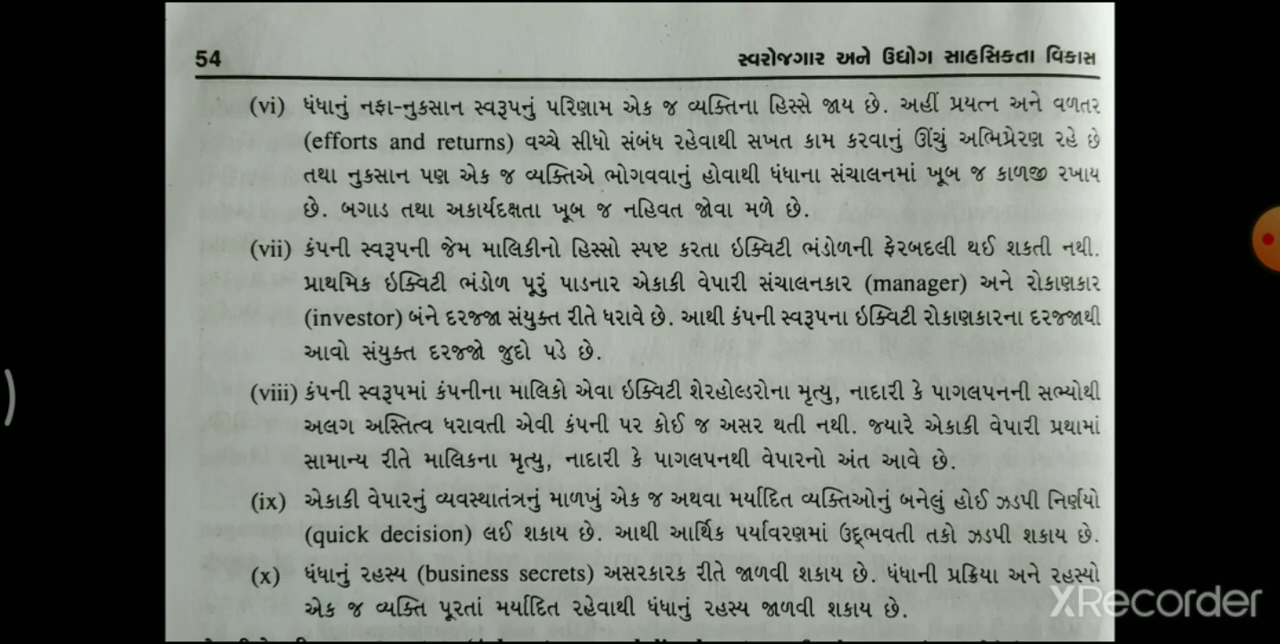 54 સ્વરોજગાર અને ઉદ્યોગ સાહસિકતા વિકાસ
(vi) ધંધાનું નફા-નુકસાન સ્વરૂપનું પરિણામ એક જ વ્યક્તિના હિસ્સે જાય છે. અહીં પ્રયત્ન અને વળતર
(efforts and returns) વચ્ચે સીધો સંબંધ રહેવાથી સખત કામ કરવાનું ઊંચું અભિપ્રેરણ રહે છે
તથા નુકસાન પણ એક જ વ્યક્તિએ ભોગવવાનું હોવાથી ધંધાના સંચાલનમાં ખૂબ જ કાળજી રખાય
છે. બગાડ તથા અકાર્યદક્ષતા ખૂબ જ નહિવત જોવા મળે છે.
(vii) કંપની સ્વરૂપની જેમ માલિકીનો હિસ્સો સ્પષ્ટ કરતા ઇક્વિટી ભંડોળની ફેરબદલી થઈ શકતી નથી.
પ્રાથમિક ઇક્વિટી ભંડોળ પૂરું પાડનાર એકાકી વેપારી સંચાલનકાર (manager) અને રોકાણકાર
(investor) બંને દરજ્જા સંયુક્ત રીતે ધરાવે છે. આથી કંપની સ્વરૂપના ઇક્વિટી રોકાણકારના દરજ્જાથી
આવો સંયુક્ત દરજ્જો જુદો પડે છે.
(viii) કંપની સ્વરૂપમાં કંપનીના માલિકો એવા ઇક્વિટી શેરહોલ્ડરોના મૃત્યુ, નાદારી કે પાગલપનની સભ્યોથી
અલગ અસ્તિત્વ ધરાવતી એવી કંપની પર કોઈ જ અસર થતી નથી. જ્યારે એકાકી વેપારી પ્રથામાં
સામાન્ય રીતે માલિકના મૃત્યુ, નાદારી કે પાગલપનથી વેપારનો અંત આવે છે.
(ix) એકાકી વેપારનું વ્યવસ્થાતંત્રનું માળખું એક જ અથવા મર્યાદિત વ્યક્તિઓનું બનેલું હોઈ ઝડપી નિર્ણયો
(quick decision) લઈ શકાય છે. આથી આર્થિક પર્યાવરણમાં ઉદ્‌ભવતી તકો ઝડપી શકાય છે.
(x) ધંધાનું રહસ્ય (business secrets) અસરકારક રીતે જાળવી શકાય છે. ધંધાની પ્રક્રિયા અને રહસ્યો
એક જ વ્યક્તિ પૂરતાં મર્યાદિત રહેવાથી ધંધાનું રહસ્ય જાળવી શકાય છે.
XRecorder